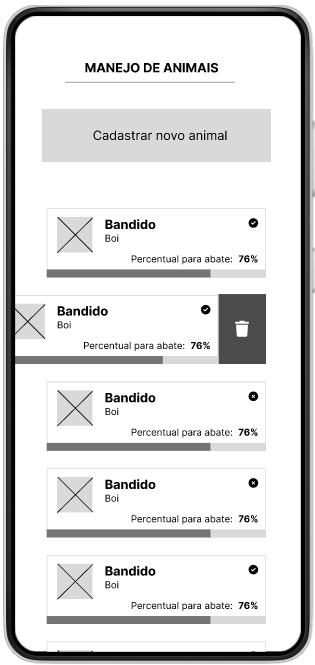 MANEJO DE ANIMAIS
Cadastrar novo animal
Bandido
Boi
Percentual para abate: 76%
Bandido
Boi
Percentual para abate: 76%
Bandido
Boi
Percentual para abate: 76%
Bandido
Boi
Percentual para abate: 76%
Bandido
Boi
Percentual para abate: 76%